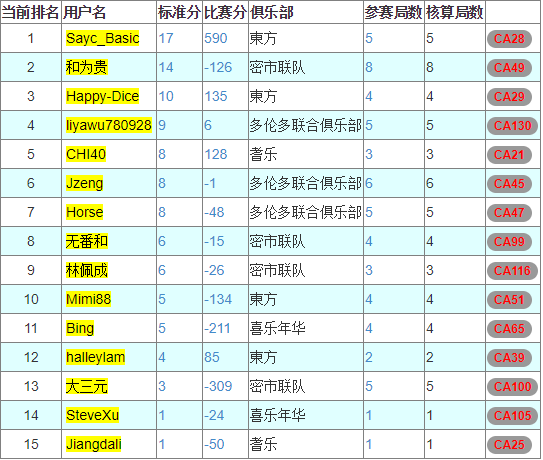 当前排名 用户名 标准分 比赛分 俱乐部 参赛局数 核算局数
1 Sayc_Basic 17 590 東方 5 5 CA28
2 和为贵 14 -126 密市联队 8 8 CA49
3 Happy-Dice 10 135 東方 4 4 CA29
4 liyawu780928 9 6 多伦多联合俱乐部 5 5 CA130
5 CHI40 8 128 耆乐 3 3 CA21
6 Jzeng 8 -1 多伦多联合俱乐部 6 6 CA45
7 Horse 8 -48 多伦多联合俱乐部 5 5 CA47
8 无番和 6 -15 密市联队 4 4 CA99
9 林佩成 6 -26 密市联队 3 3 CA116
10 Mimi88 5 -134 東方 4 4 CA51
11 Bing 5 -211 喜乐年华 4 4 CA65
12 halleylam 4 85 東方 2 2 CA39
13 大三元 3 -309 密市联队 5 5 CA100
14 SteveXu 1 -24 喜乐年华 1 1 CA105
15 Jiangdali 1 -50 耆乐 1 1 CA25